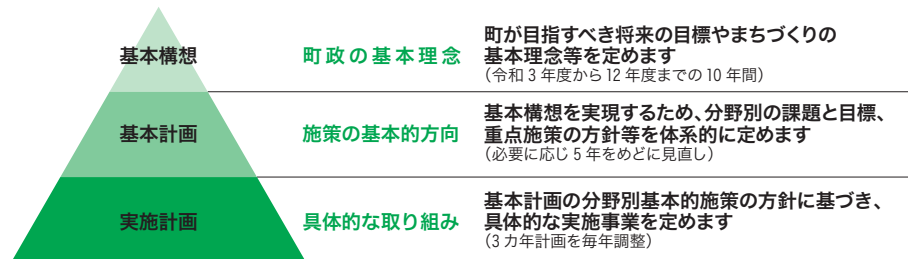 基本構想
町政の基本理念
町が目指すべき将来の目標やまちづくりの
基本理念等を定めます
（令和3年度から12年度までの10年間）
基本計画
施策の基本的方向
基本構想を実現するため、分野別の課題と目標、
重点施策の方針等を体系的に定めます
（必要に応じ5年をめどに見直し）
実施計画
具体的な取り組み
基本計画の分野別基本的施策の方針に基づき、
具体的な実施事業を定めます
（3カ年計画を毎年調整）